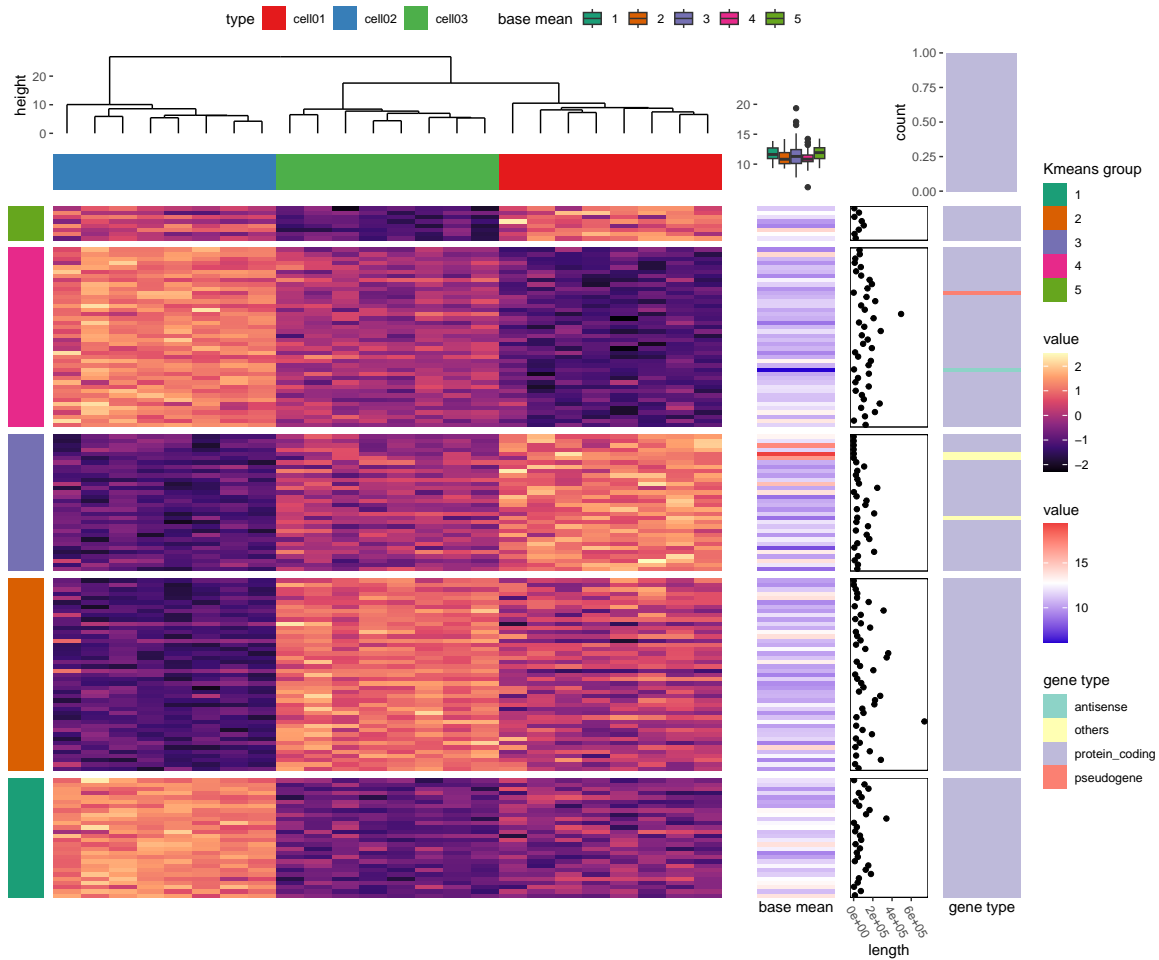 type cell01 cell02 cell03 base mean 1 2 3 4 5
height
20
10
0
20
15
10
count
1.00
0.75
0.50
0.25
0.00
Kmeans group
1
2
3
4
5
value
2
1
0
−1
−2
value
15
10
gene type
antisense
others
protein_coding
pseudogene
base mean
0e+00
2e+05
4e+05
6e+05
length
gene type